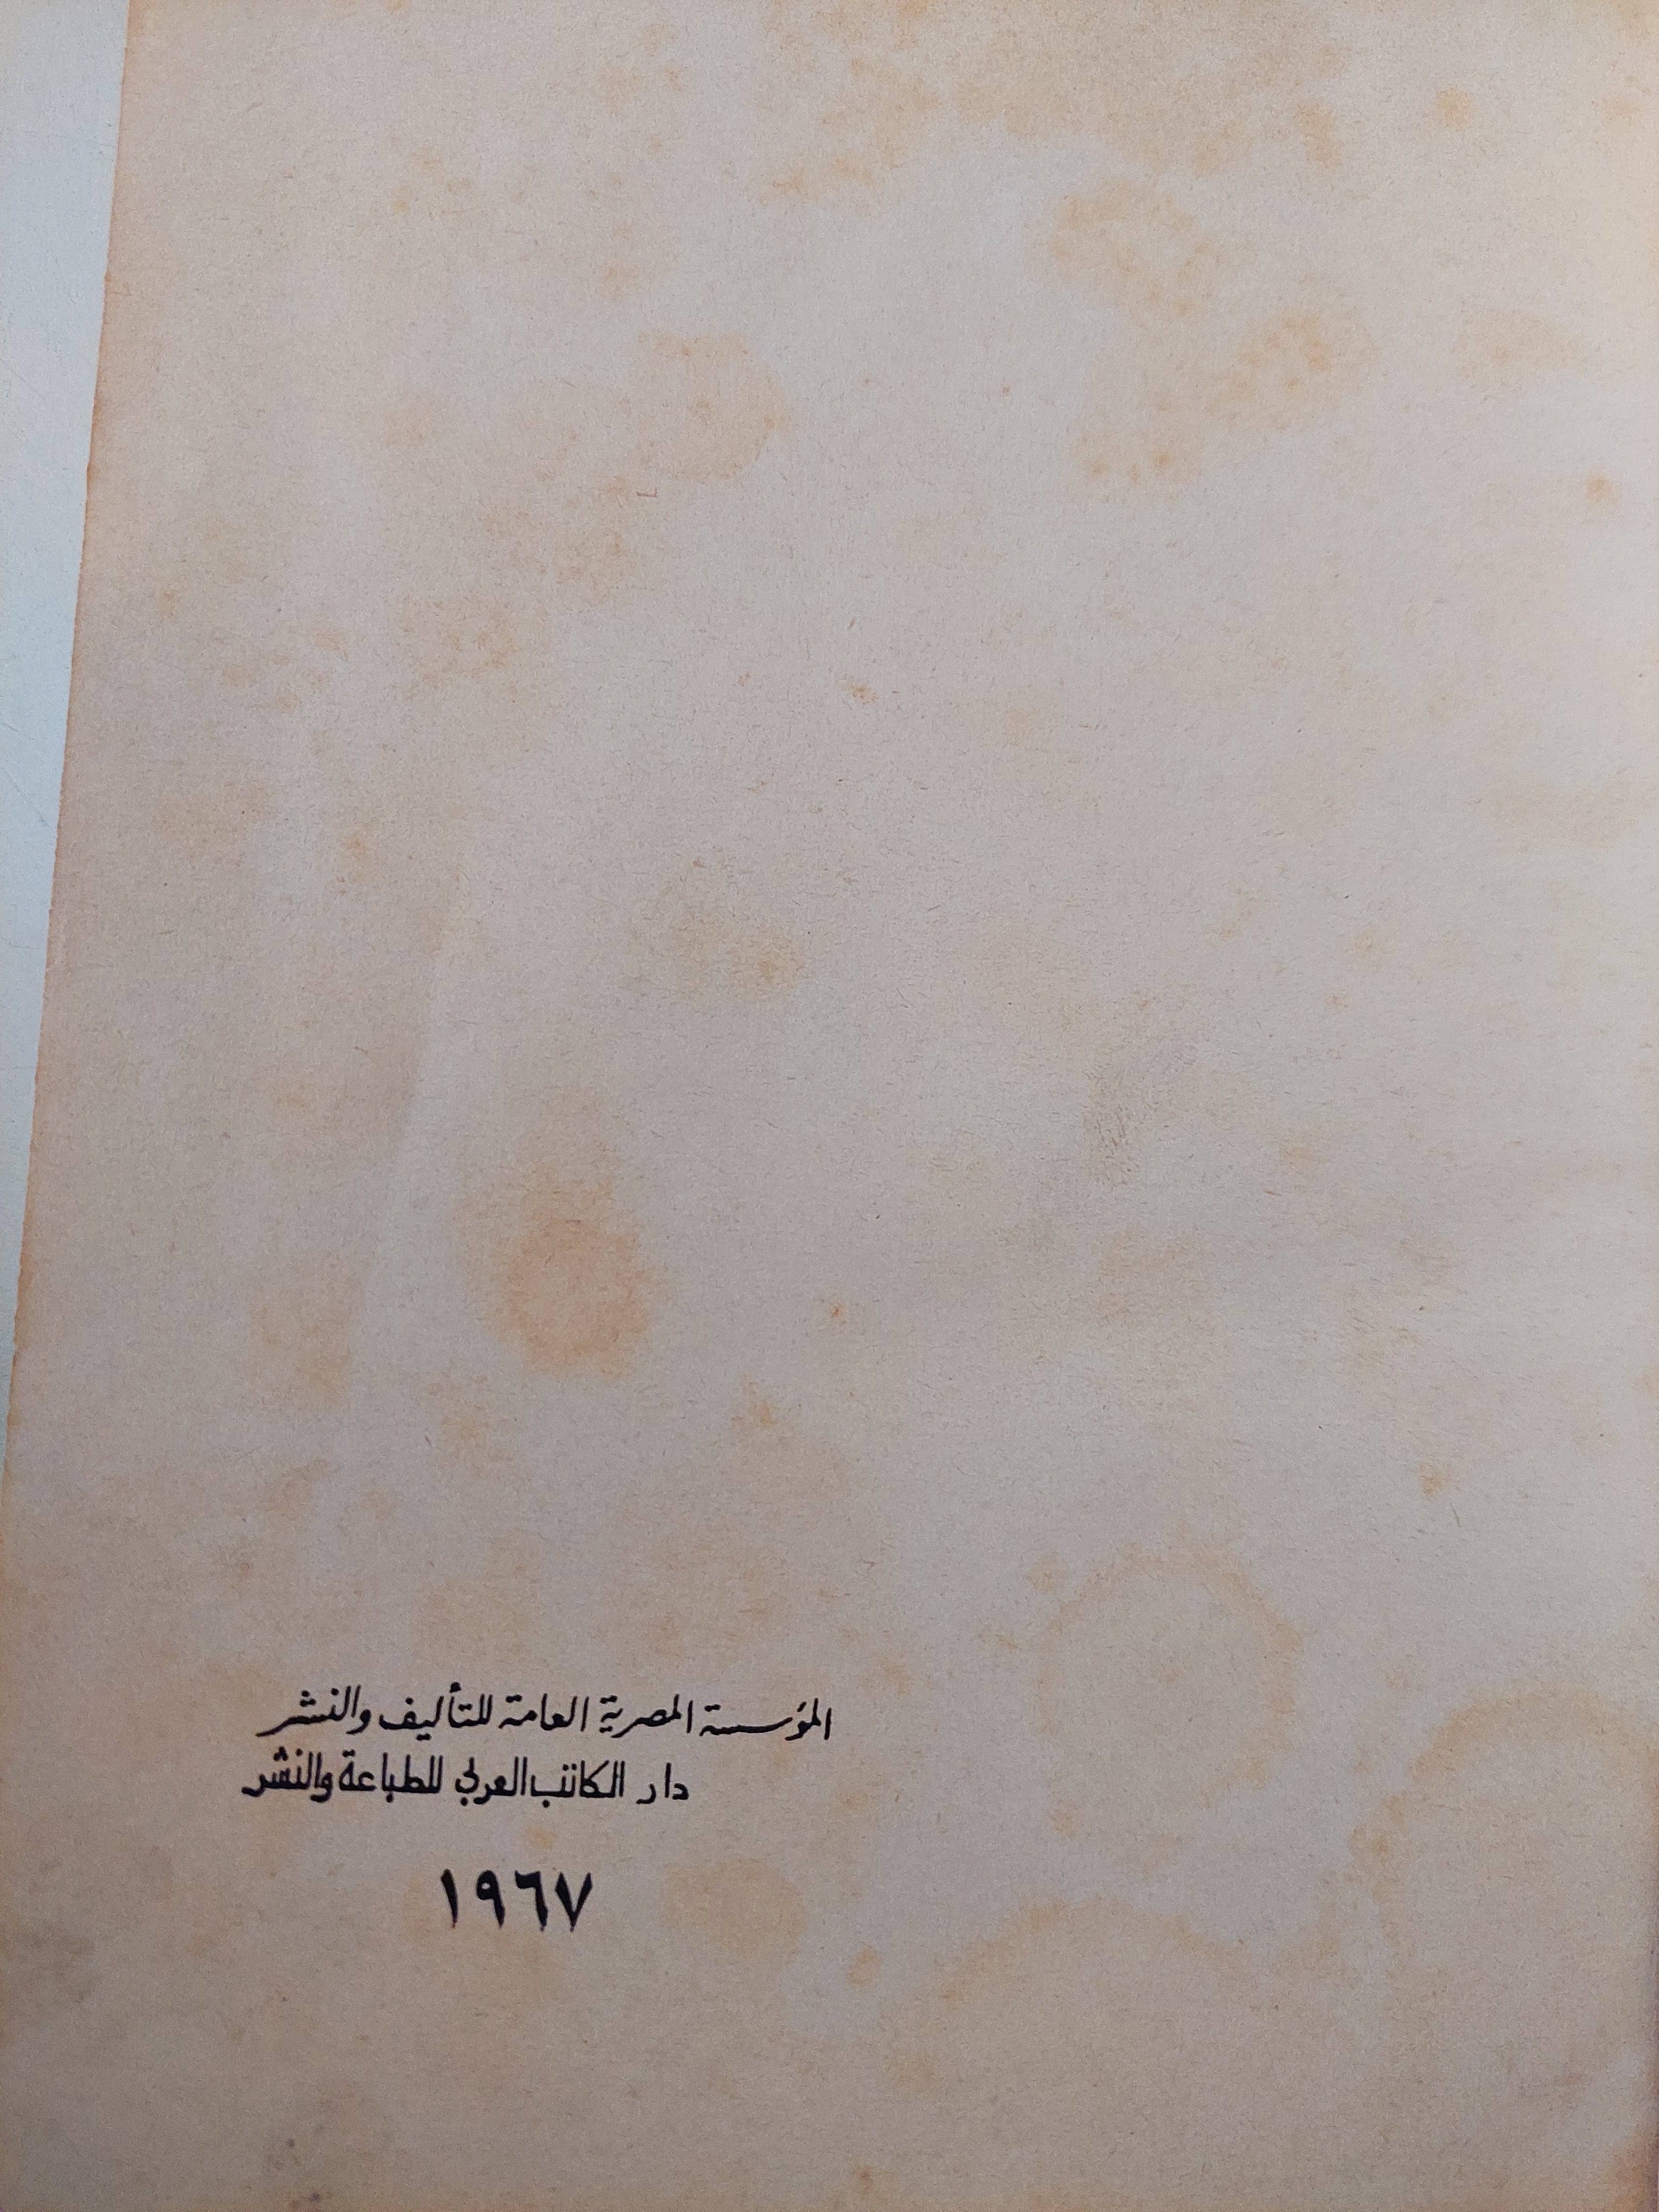 المؤسسة المصرية العامة للتأليف والنشر
دار الكاتب العربي للطباعة والنشر
١٩٦٧